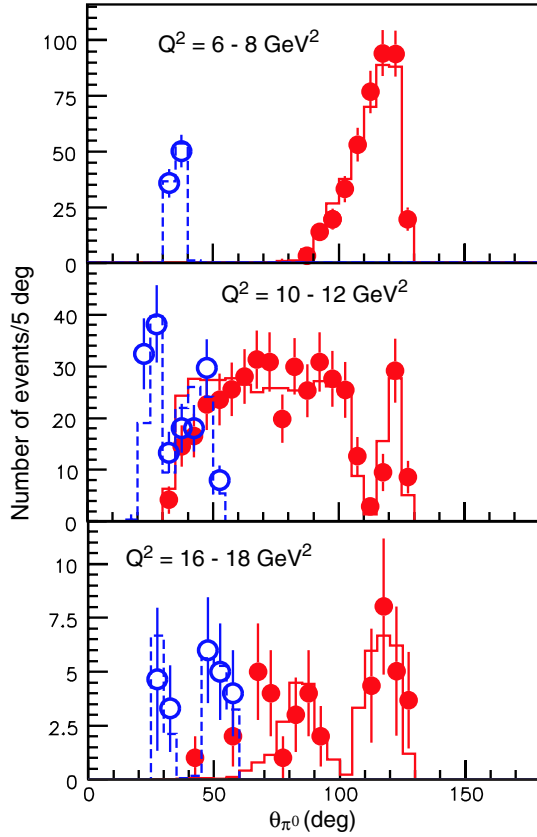 Q² = 6 - 8 GeV²
100
75
50
25
0
Q² = 10 - 12 GeV²
40
30
20
10
0
Number of events/5 deg
Q² = 16 - 18 GeV²
7.5
5
2.5
0
0 50 100 150
θπ⁰ (deg)